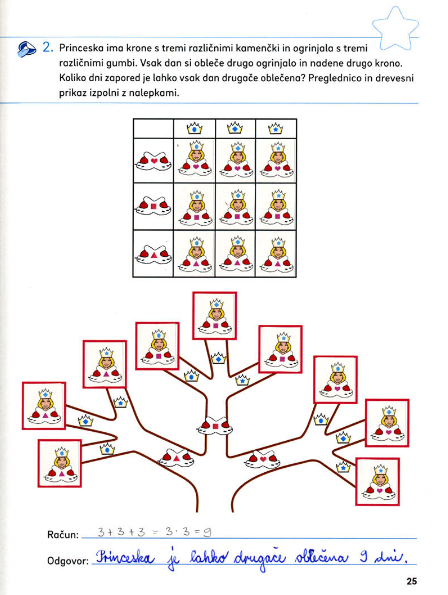 2. Princeska ima krone s tremi različnimi kamenčki in ogrinjala s tremi
različnimi gumbi. Vsak dan si obleče drugo ogrinjalo in nadene drugo krono.
Koliko dni zapored je lahko vsak dan drugače oblečena? Preglednico in drevesni
prikaz izpolni z nalepkami.
Račun: 3+3+3 = 3·3=9
Odgovor: Princeska je lahko drugače oblečena 9 dni.
25